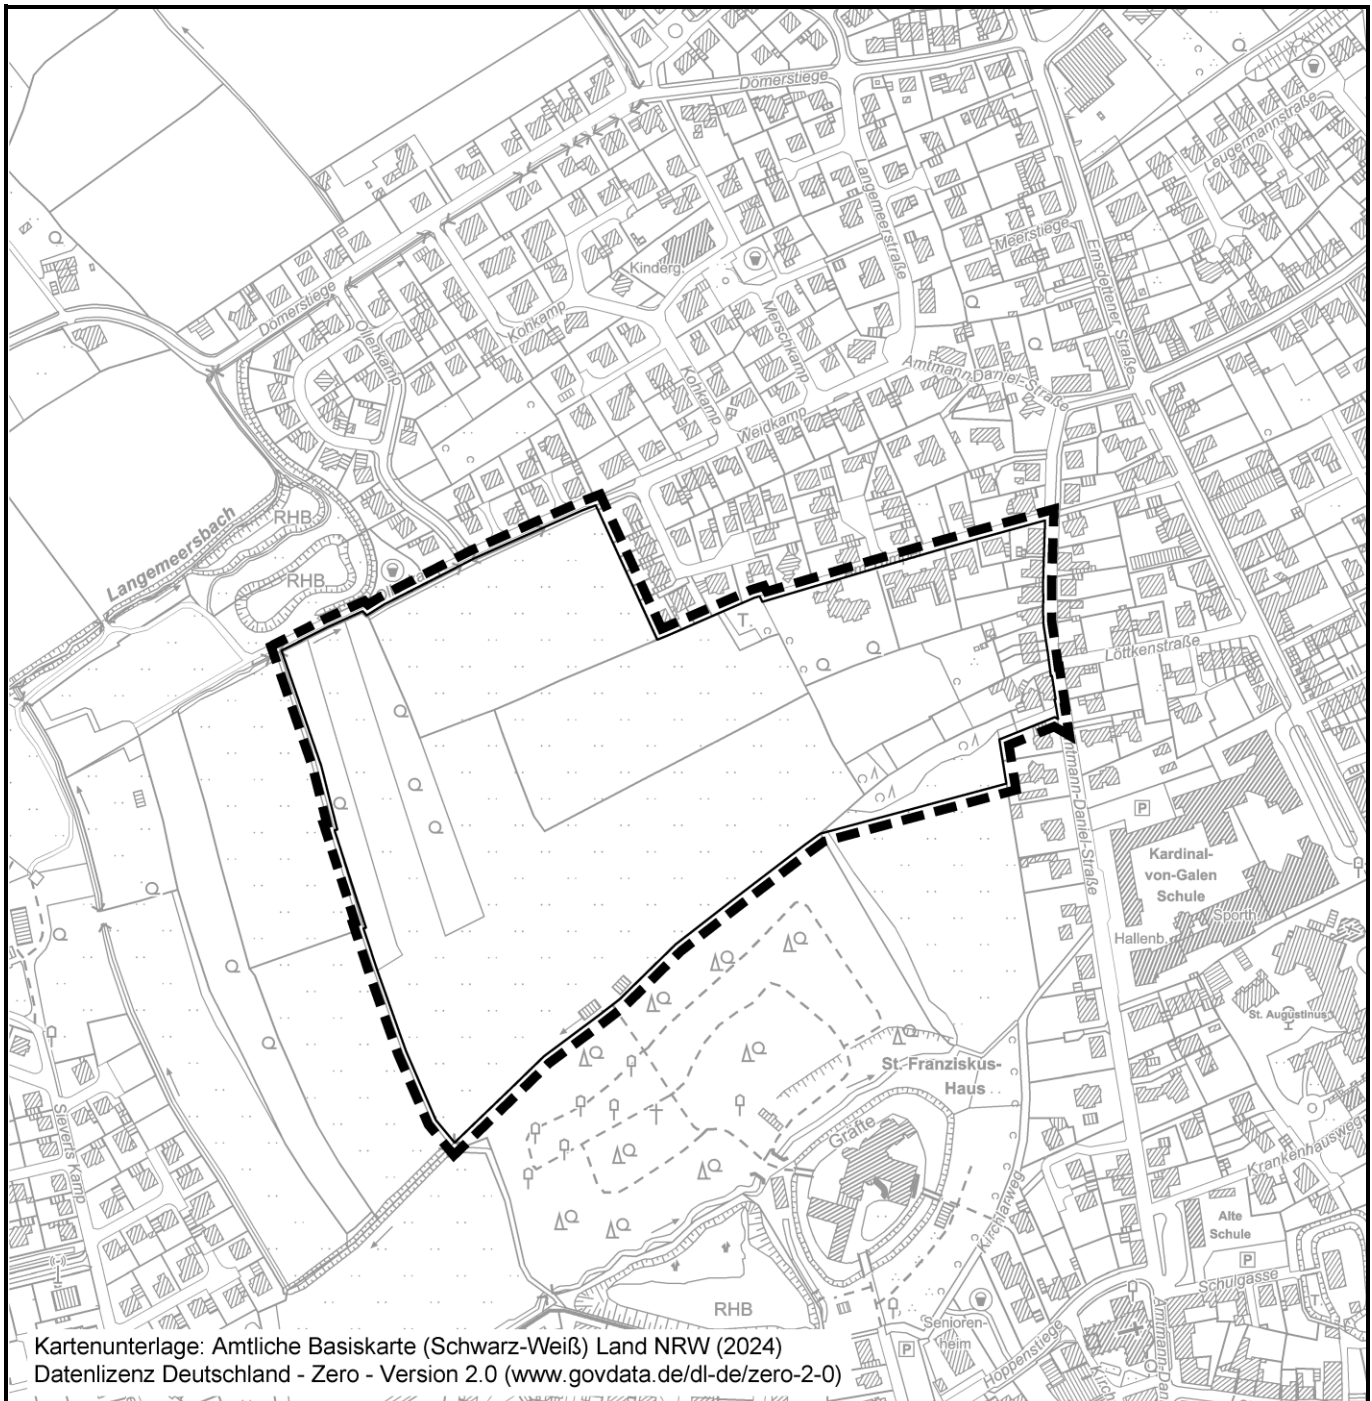 Dömerstiege
Leugermannstraße
Langemeerstraße
Meerstiege
Emsdettener Straße
Kinderg.
Dömerstiege
Ollenkamp
Kohkamp
Merschkamp
Kohkamp
Amtmann-Daniel-Straße
Weidkamp
Langemeersbach
RHB
RHB
T
Löttkenstraße
Amtmann-Daniel-Straße
P
Kardinal-
von-Galen
Schule
Sporth.
Hallenb.
St. Augustinus
St. Franziskus-
Haus
Gräfte
Krankenhausweg
Sieverts Kamp
Kirchlarweg
Alte
Schule
P
Schulgasse
T
RHB
Senioren-
heim
P
Hoppenstiege
Kartenunterlage: Amtliche Basiskarte (Schwarz-Weiß) Land NRW (2024)
Datenlizenz Deutschland - Zero - Version 2.0 (www.govdata.de/dl-de/zero-2-0)